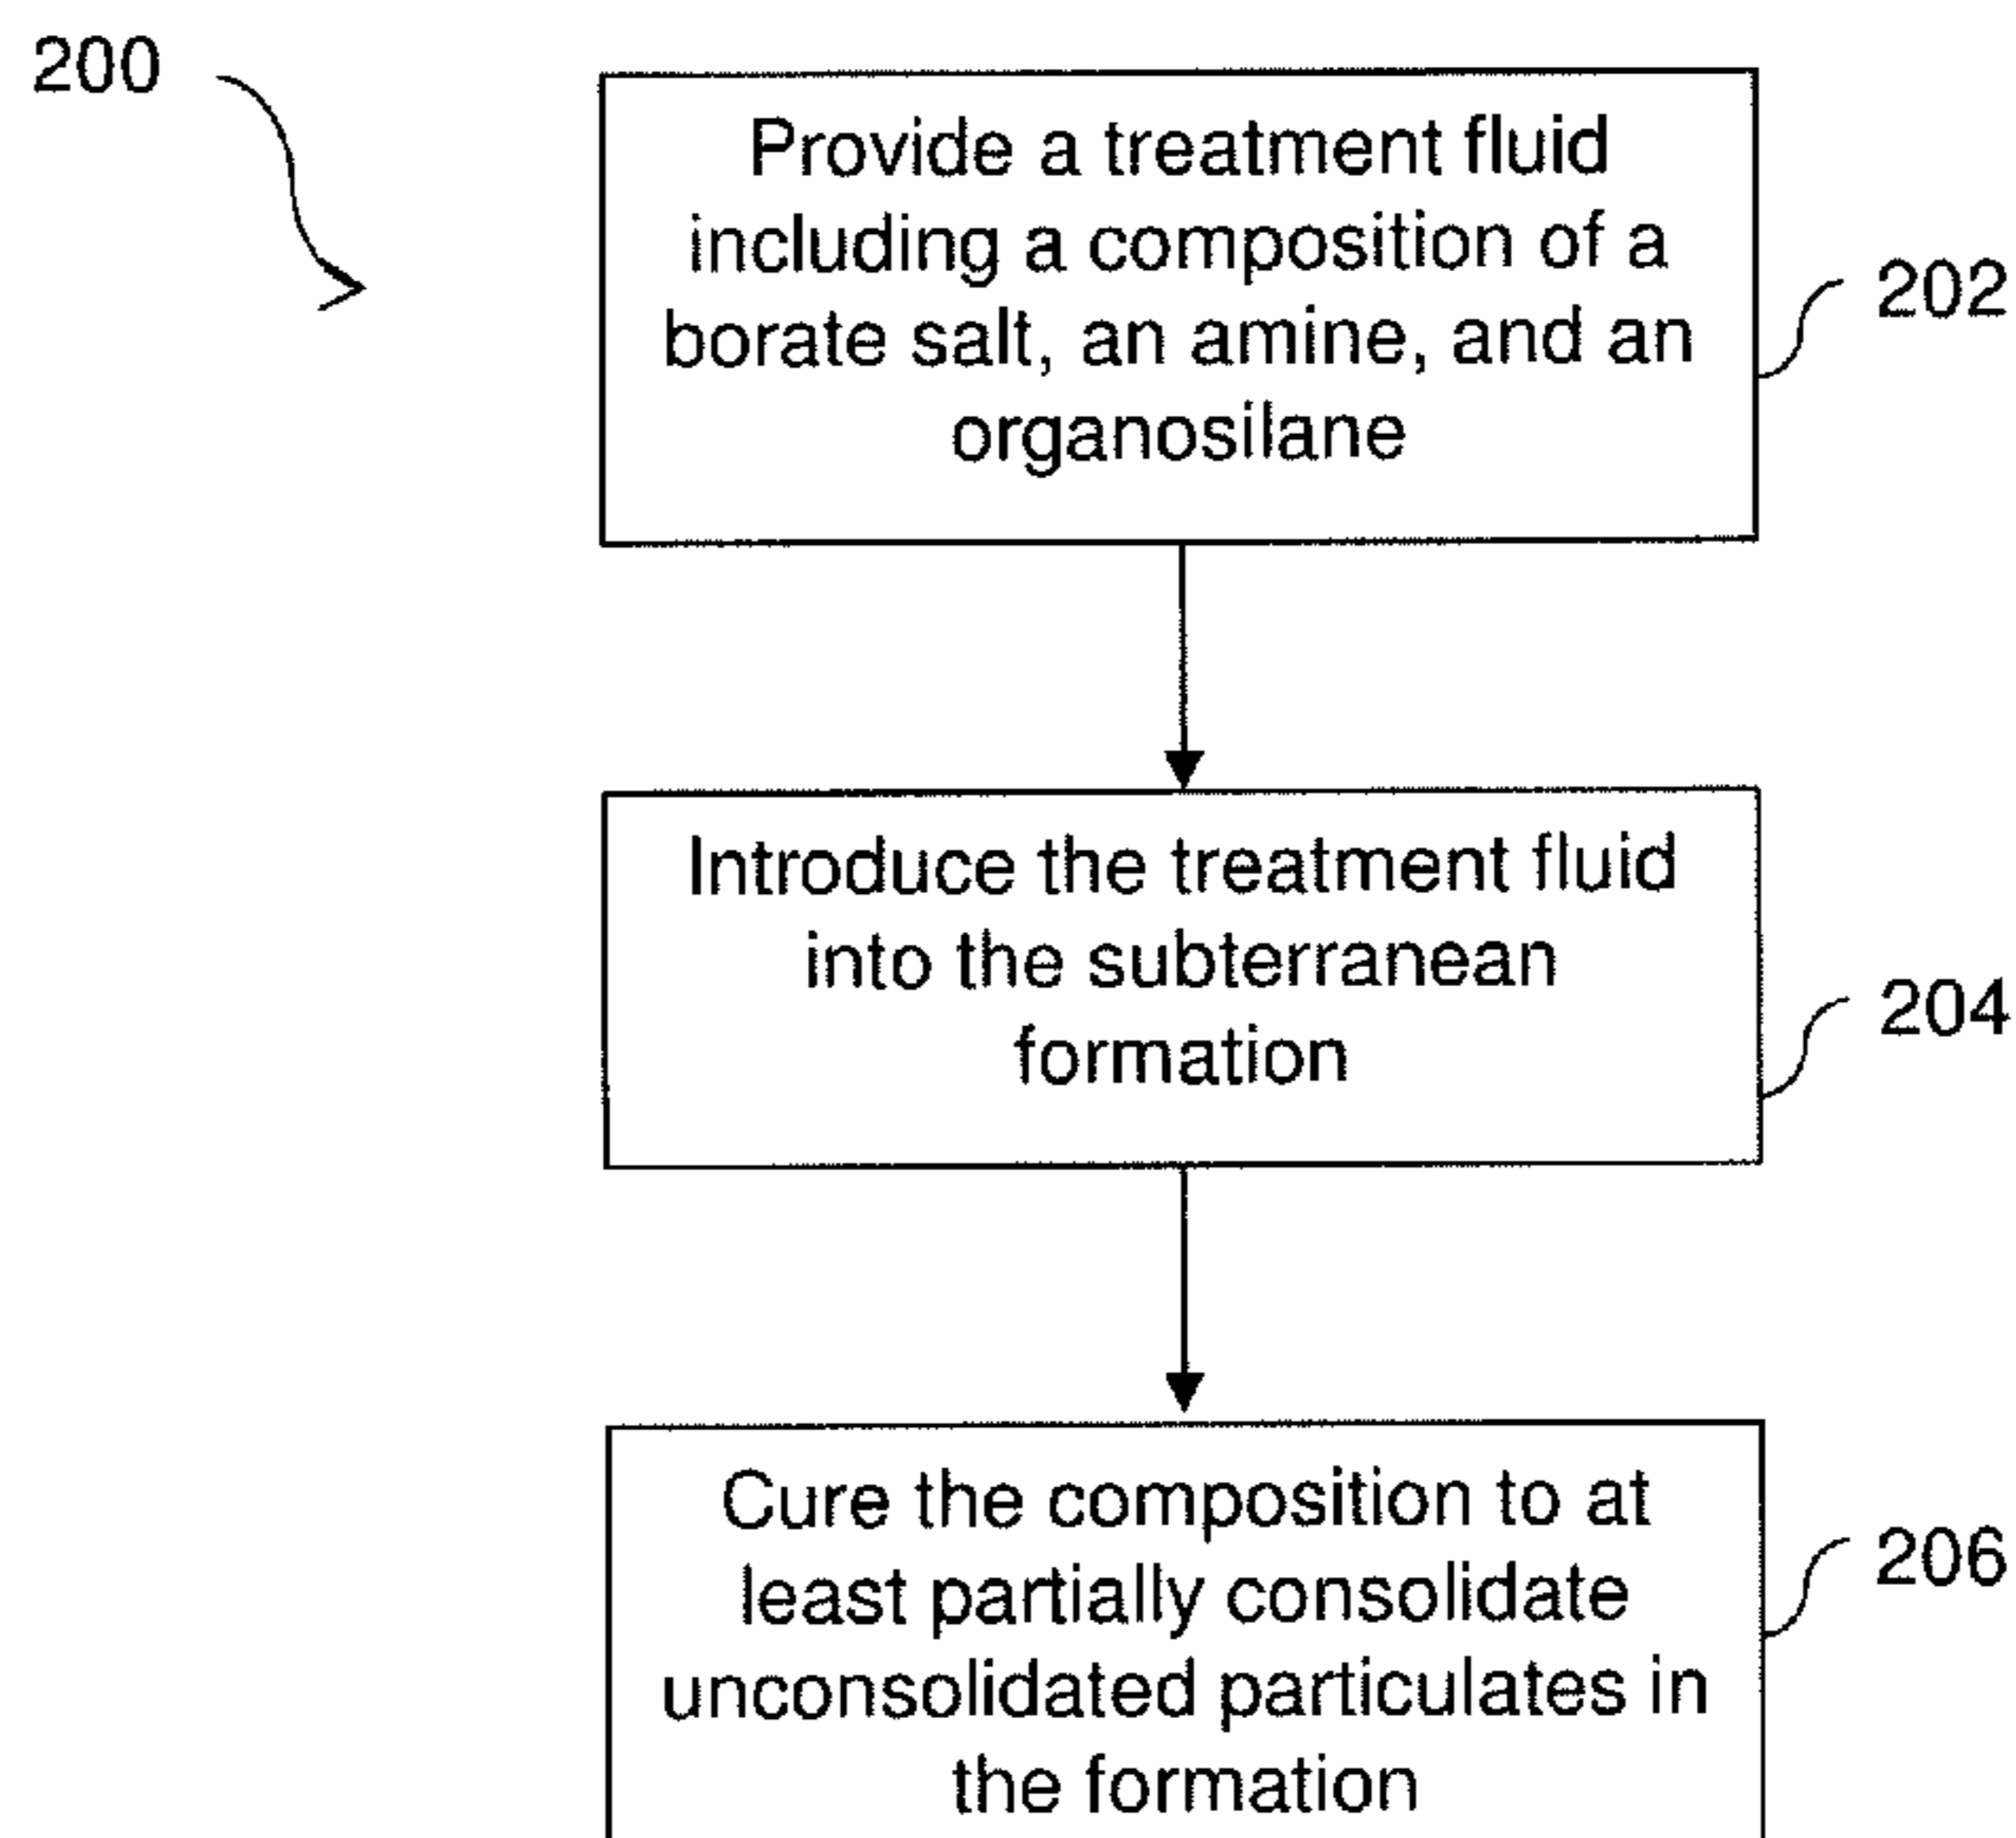 200
Provide a treatment fluid
including a composition of a
borate salt, an amine, and an
organosilane
202
Introduce the treatment fluid
into the subterranean
formation
204
Cure the composition to at
least partially consolidate
unconsolidated particulates in
the formation
206